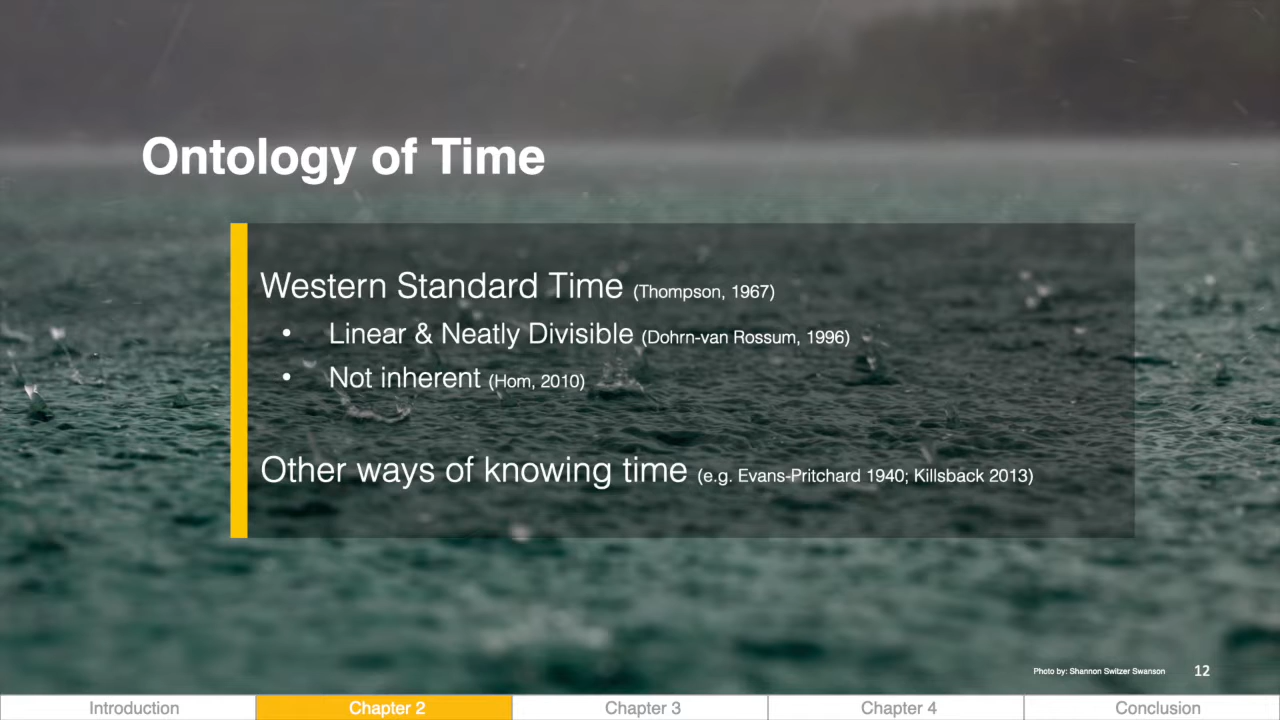 Ontology of Time
Western Standard Time (Thompson, 1967)
• Linear & Neatly Divisible (Dohrn-van Rossum, 1996)
• Not inherent (Hom, 2010)
Other ways of knowing time (e.g. Evans-Pritchard 1940; Killsback 2013)
Photo by: Shannon Switzer Swanson 12
Introduction Chapter 2 Chapter 3 Chapter 4 Conclusion